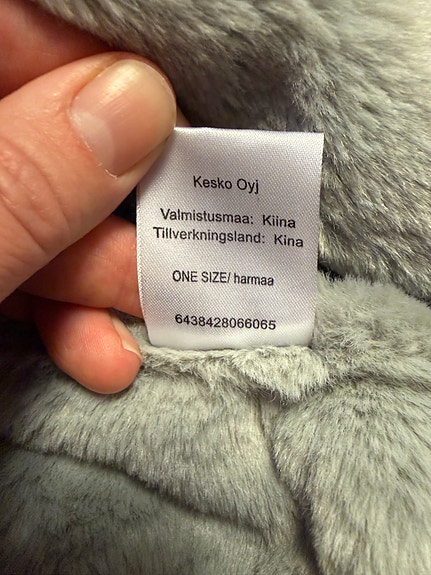 Kesko Oyj
Valmistusmaa: Kiina
Tillverkningsland: Kina
ONE SIZE/ harmaa
6438428066065